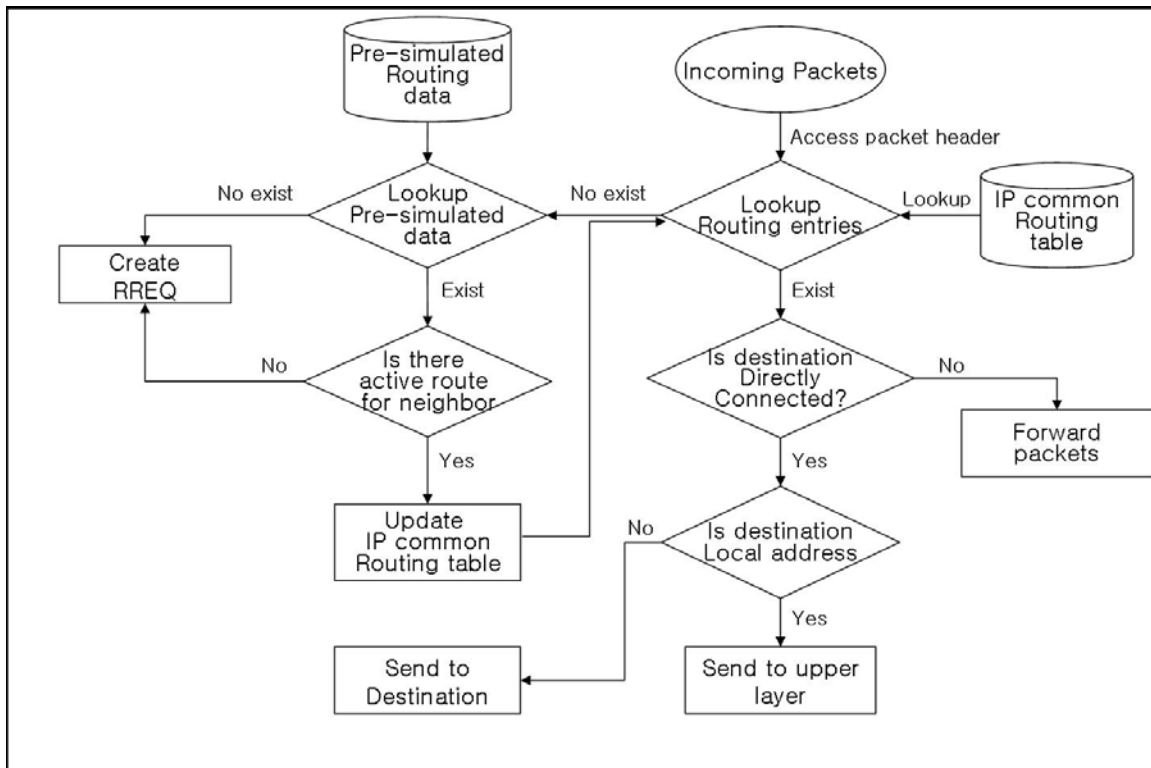 Pre-simulated
Routing
data
Incoming Packets
Access packet header
No exist
Lookup
Pre-simulated
data
No exist
Lookup
Routing entries
Lookup
IP common
Routing
table
Create
RREQ
Exist
Exist
No
Is there
active route
for neighbor
Is destination
Directly
Connected?
No
Forward
packets
Yes
Yes
Update
IP common
Routing table
No
Is destination
Local address
Yes
Send to
Destination
Send to upper
layer